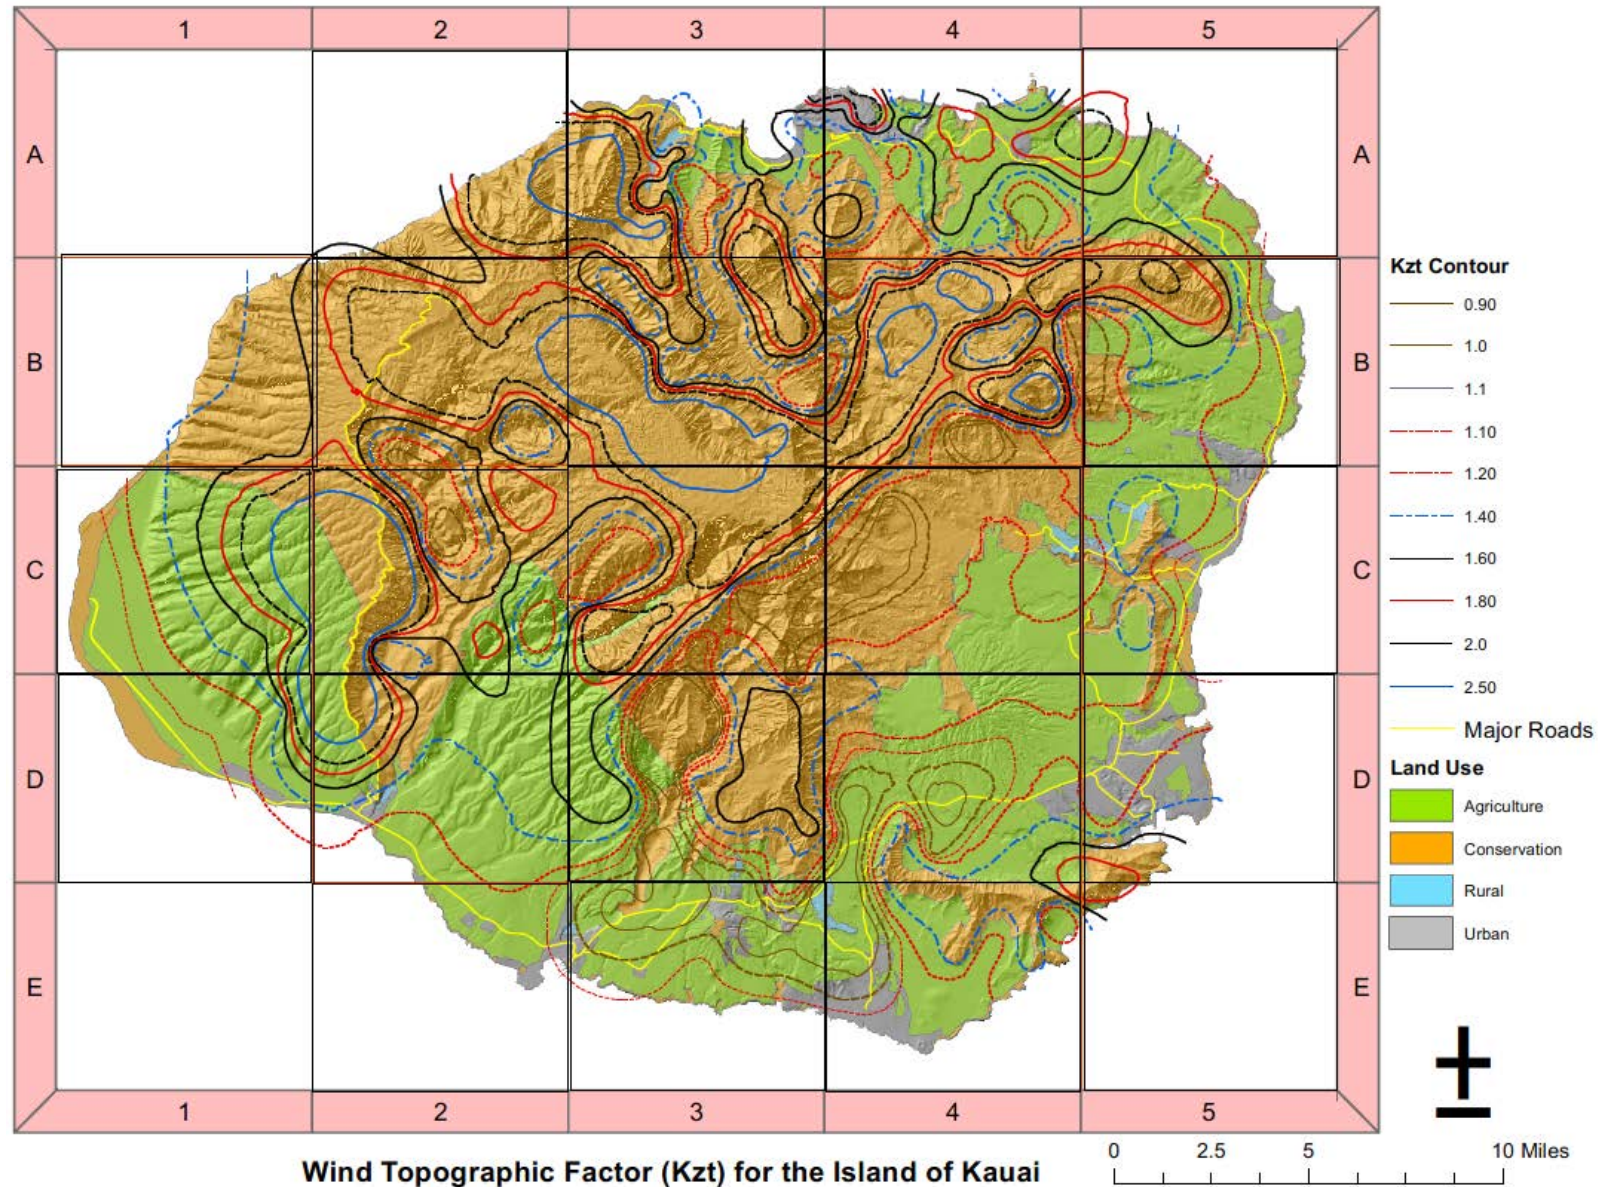 1 2 3 4 5
A A
B B
C C
D D
E E
1 2 3 4 5
Kzt Contour
0.90
1.0
1.1
1.10
1.20
1.40
1.60
1.80
2.0
2.50
Major Roads
Land Use
Agriculture
Conservation
Rural
Urban
0 2.5 5 10 Miles
Wind Topographic Factor (Kzt) for the Island of Kauai